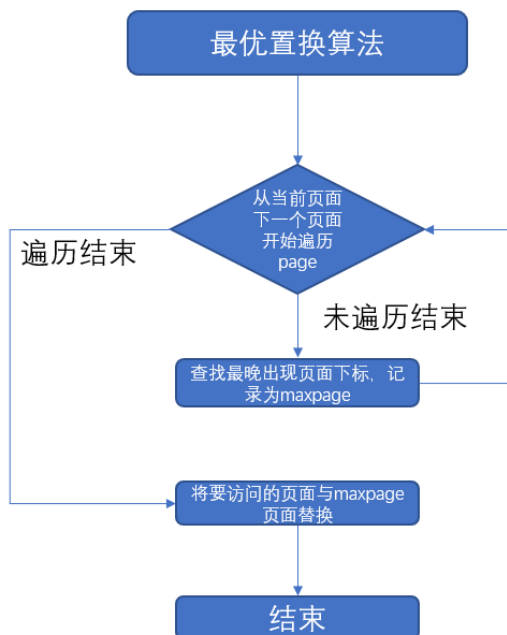 最优置换算法
从当前页面
下一个页面
开始遍历
page
遍历结束
未遍历结束
查找最晚出现页面下标，记
录为maxpage
将要访问的页面与maxpage
页面替换
结束